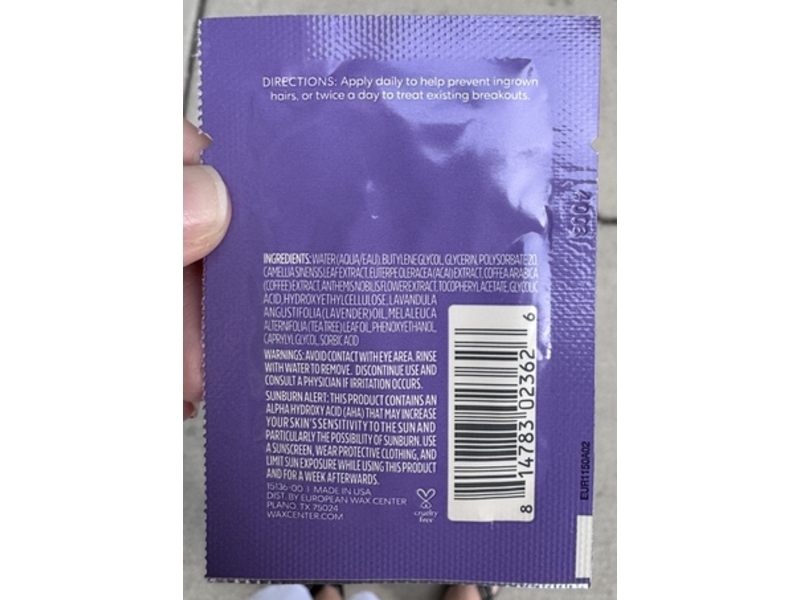 DIRECTIONS: Apply daily to help prevent ingrown
hairs, or twice a day to treat existing breakouts.
INGREDIENTS: WATER (AQUA/EAU), BUTYLENE GLYCOL, GLYCERIN, POLYSORBATE 20,
CAMELLIA SINENSIS LEAF EXTRACT, EUTERPE OLERACEA (ACAI) EXTRACT, COFFEA ARABICA
(COFFEE) EXTRACT, ANTHEMIS NOBILIS FLOWER EXTRACT, TOCOPHERYL ACETATE, GLYCOLIC
ACID, HYDROXYETHYLCELLULOSE, LAVANDULA
ANGUSTIFOLIA (LAVENDER) OIL, MELALEUCA
ALTERNIFOLIA (TEA TREE) LEAF OIL, PHENOXYETHANOL,
CAPRYLYL GLYCOL, SORBIC ACID
WARNINGS: AVOID CONTACT WITH EYE AREA. RINSE
WITH WATER TO REMOVE. DISCONTINUE USE AND
CONSULT A PHYSICIAN IF IRRITATION OCCURS.
SUNBURN ALERT: THIS PRODUCT CONTAINS AN
ALPHA HYDROXY ACID (AHA) THAT MAY INCREASE
YOUR SKIN'S SENSITIVITY TO THE SUN AND
PARTICULARLY THE POSSIBILITY OF SUNBURN. USE
A SUNSCREEN, WEAR PROTECTIVE CLOTHING, AND
LIMIT SUN EXPOSURE WHILE USING THIS PRODUCT
AND FOR A WEEK AFTERWARDS.
15136-00 | MADE IN USA
DIST. BY EUROPEAN WAX CENTER
PLANO, TX 75024
WAXCENTER.COM
cruelty
free
8 14783 02362 6
EUR1150A02